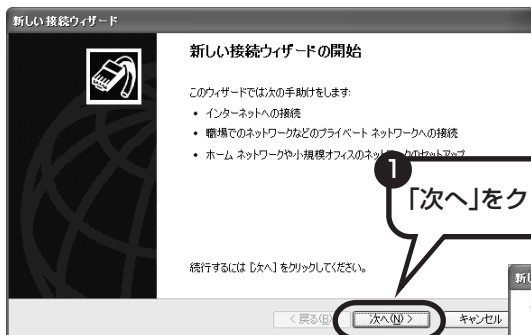 新しい接続ウィザード
新しい接続ウィザードの開始
このウィザードでは次の手助けをします:
• インターネットへの接続
• 職場でのネットワークなどのプライベート ネットワークへの接続
• ホーム ネットワークや小規模オフィスのネットワークのセットアップ
1
「次へ」をク
続行するには [次へ] をクリックしてください。
新し
< 戻る(B)
次へ(N) >
キャンセル